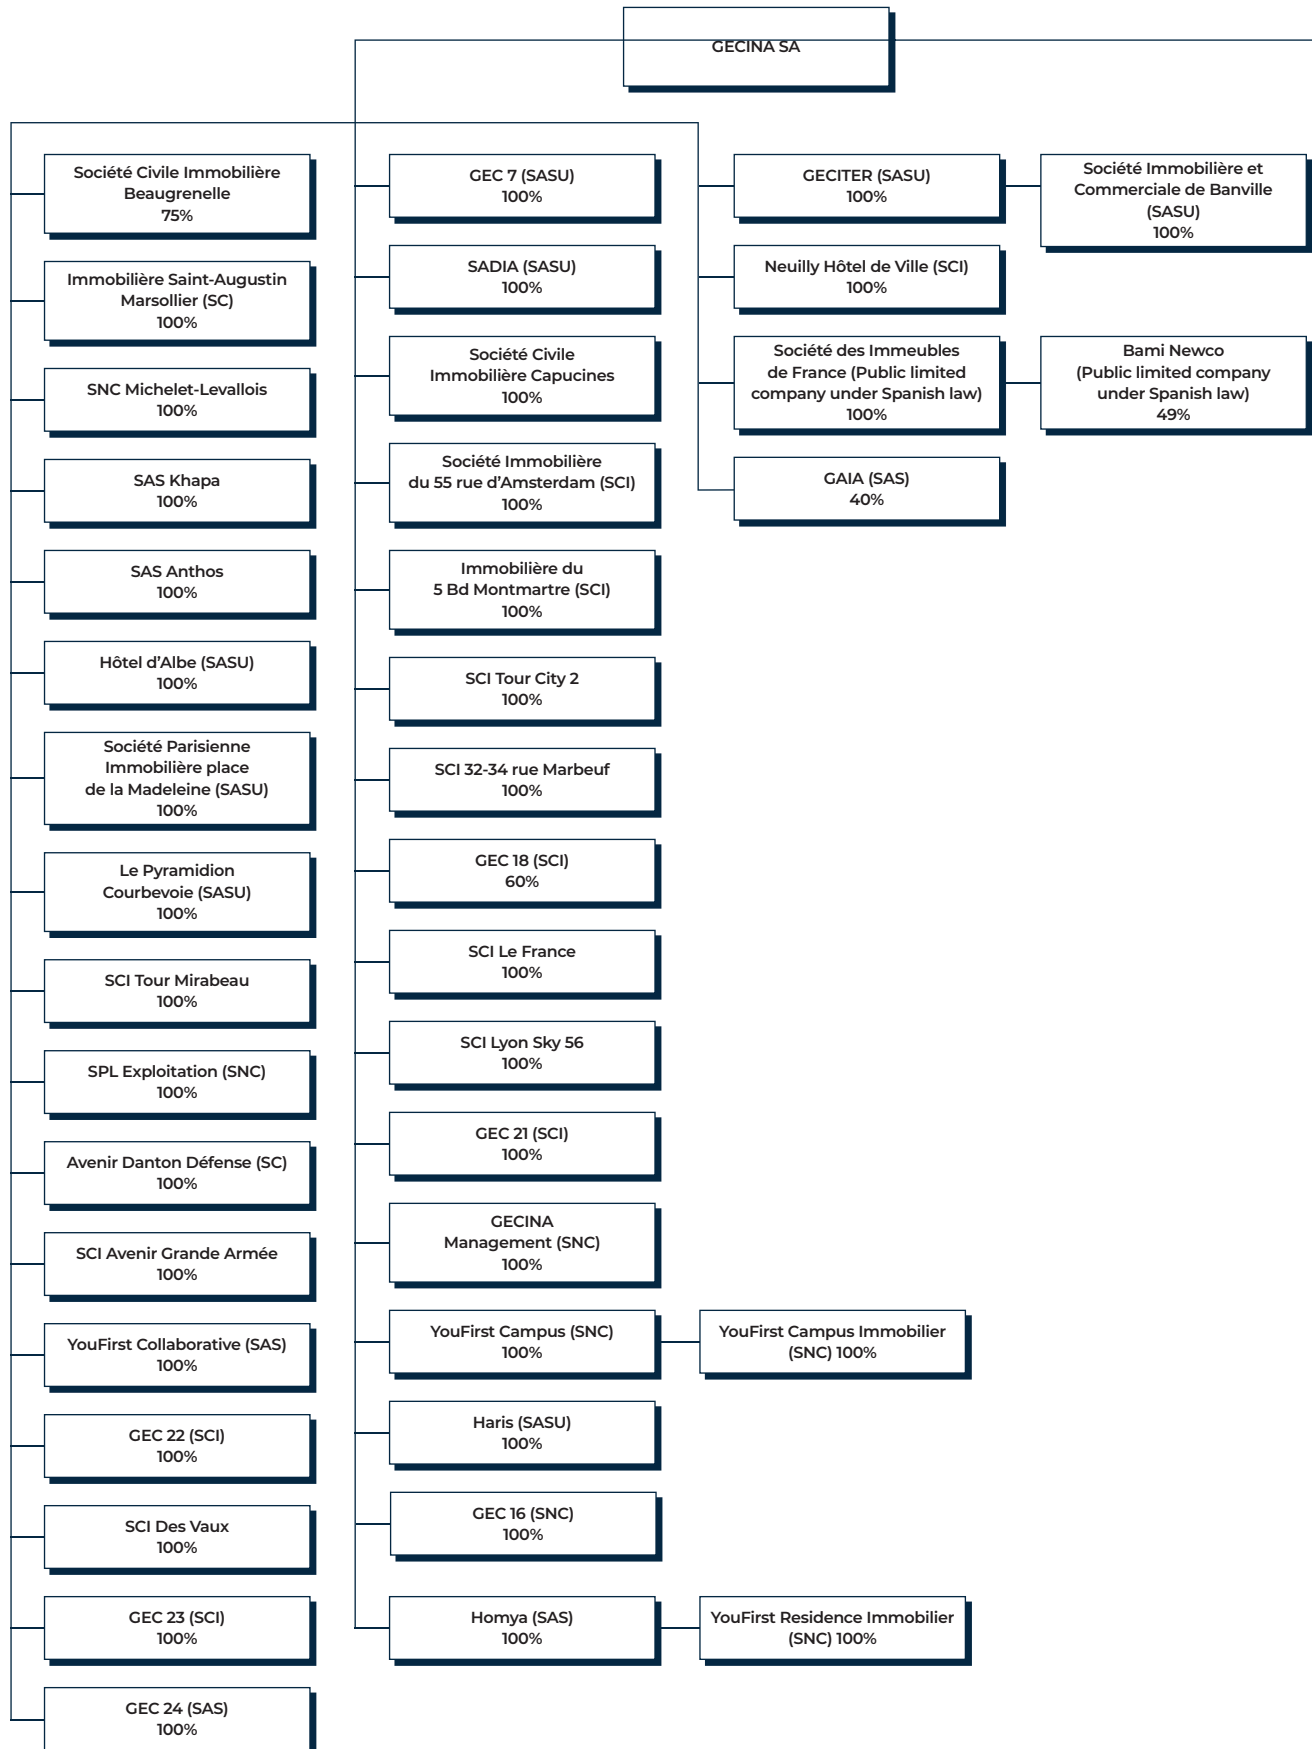 GECINA SA
Société Civile Immobilière
Beaugrenelle
75%
Immobilière Saint-Augustin
Marsollier (SC)
100%
SNC Michelet-Levallois
100%
SAS Khapa
100%
SAS Anthos
100%
Hôtel d’Albe (SASU)
100%
Société Parisienne
Immobilière place
de la Madeleine (SASU)
100%
Le Pyramidion
Courbevoie (SASU)
100%
SCI Tour Mirabeau
100%
SPL Exploitation (SNC)
100%
Avenir Danton Défense (SC)
100%
SCI Avenir Grande Armée
100%
YouFirst Collaborative (SAS)
100%
GEC 22 (SCI)
100%
SCI Des Vaux
100%
GEC 23 (SCI)
100%
GEC 24 (SAS)
100%
GEC 7 (SASU)
100%
SADIA (SASU)
100%
Société Civile
Immobilière Capucines
100%
Société Immobilière
du 55 rue d’Amsterdam (SCI)
100%
Immobilière du
5 Bd Montmartre (SCI)
100%
SCI Tour City 2
100%
SCI 32-34 rue Marbeuf
100%
GEC 18 (SCI)
60%
SCI Le France
100%
SCI Lyon Sky 56
100%
GEC 21 (SCI)
100%
GECINA
Management (SNC)
100%
YouFirst Campus (SNC)
100%
YouFirst Campus Immobilier
(SNC) 100%
Haris (SASU)
100%
GEC 16 (SNC)
100%
Homya (SAS)
100%
YouFirst Residence Immobilier
(SNC) 100%
GECITER (SASU)
100%
Société Immobilière et
Commerciale de Banville
(SASU)
100%
Neuilly Hôtel de Ville (SCI)
100%
Société des Immeubles
de France (Public limited
company under Spanish law)
100%
Bami Newco
(Public limited company
under Spanish law)
49%
GAIA (SAS)
40%